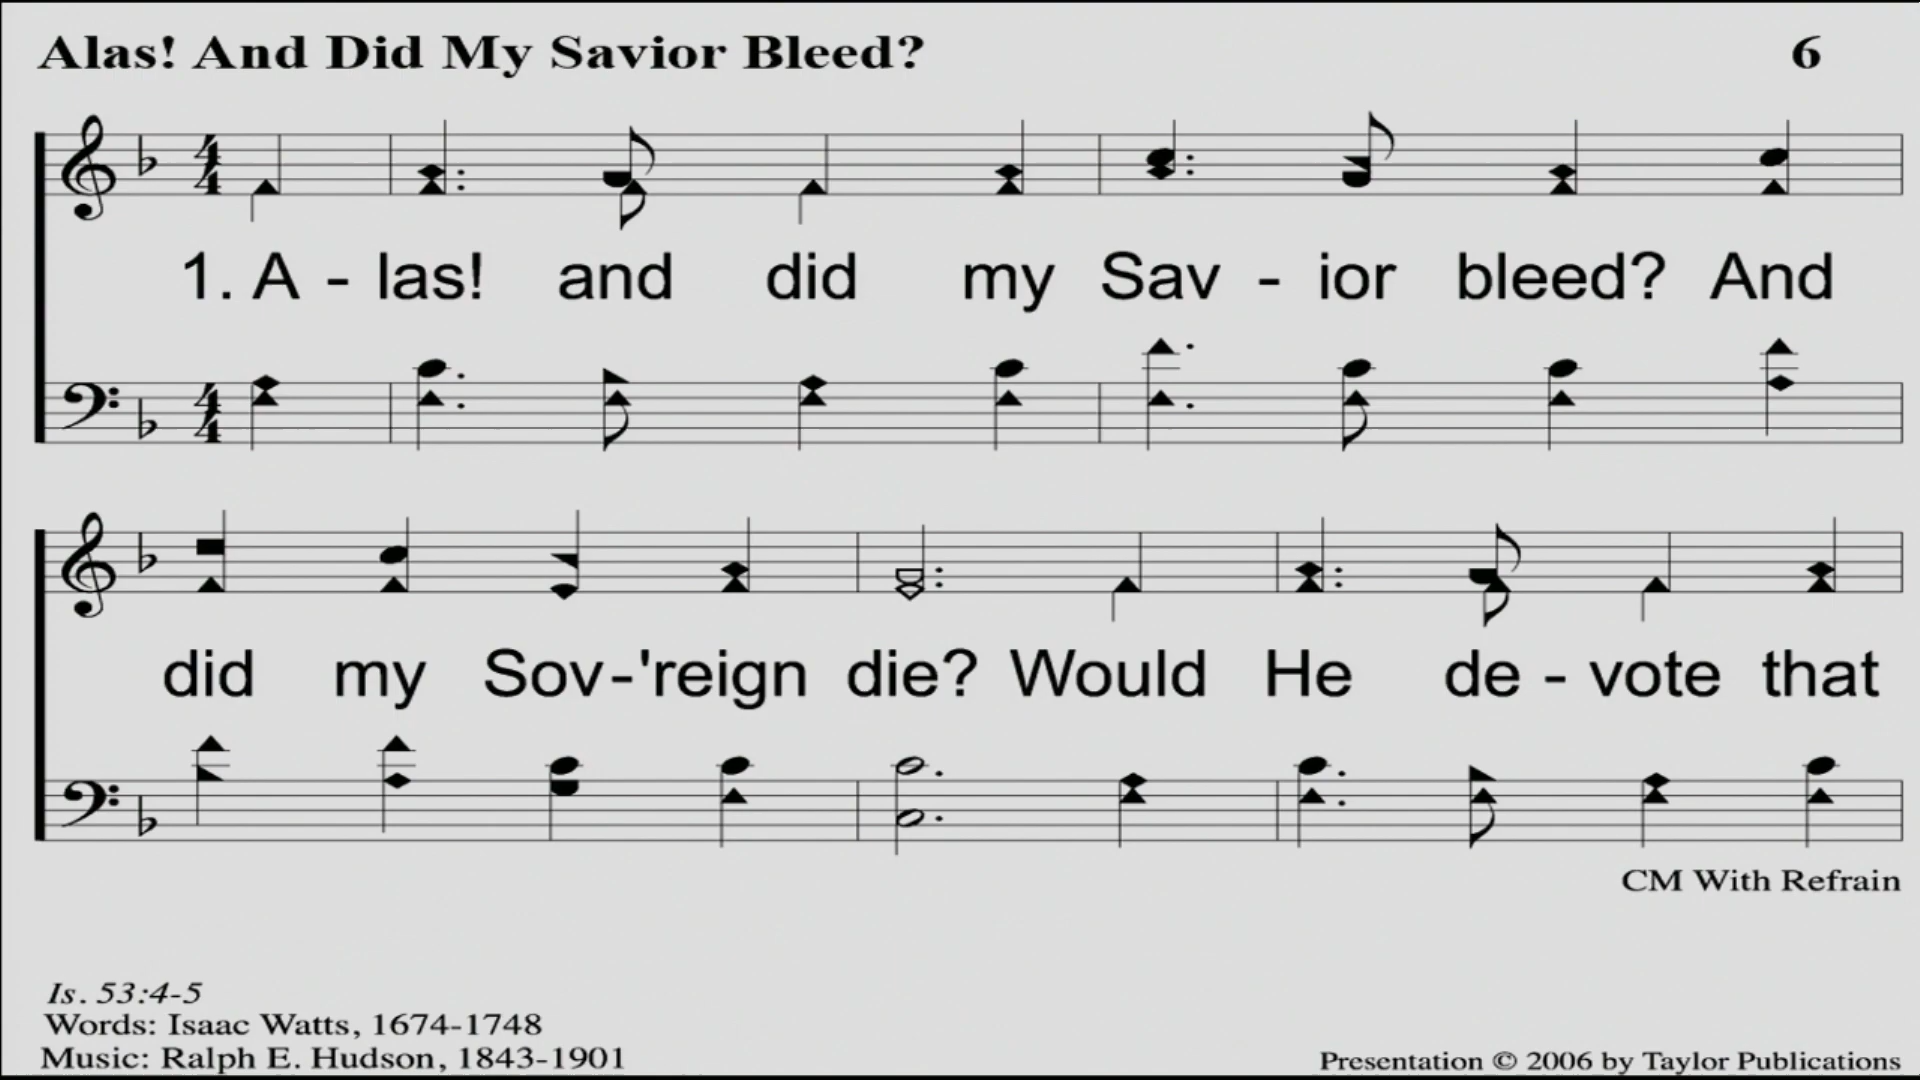 Alas! And Did My Savior Bleed? 6
1. A - las! and did my Sav - ior bleed? And
did my Sov-'reign die? Would He de - vote that
CM With Refrain
Is. 53:4-5
Words: Isaac Watts, 1674-1748
Music: Ralph E. Hudson, 1843-1901
Presentation © 2006 by Taylor Publications